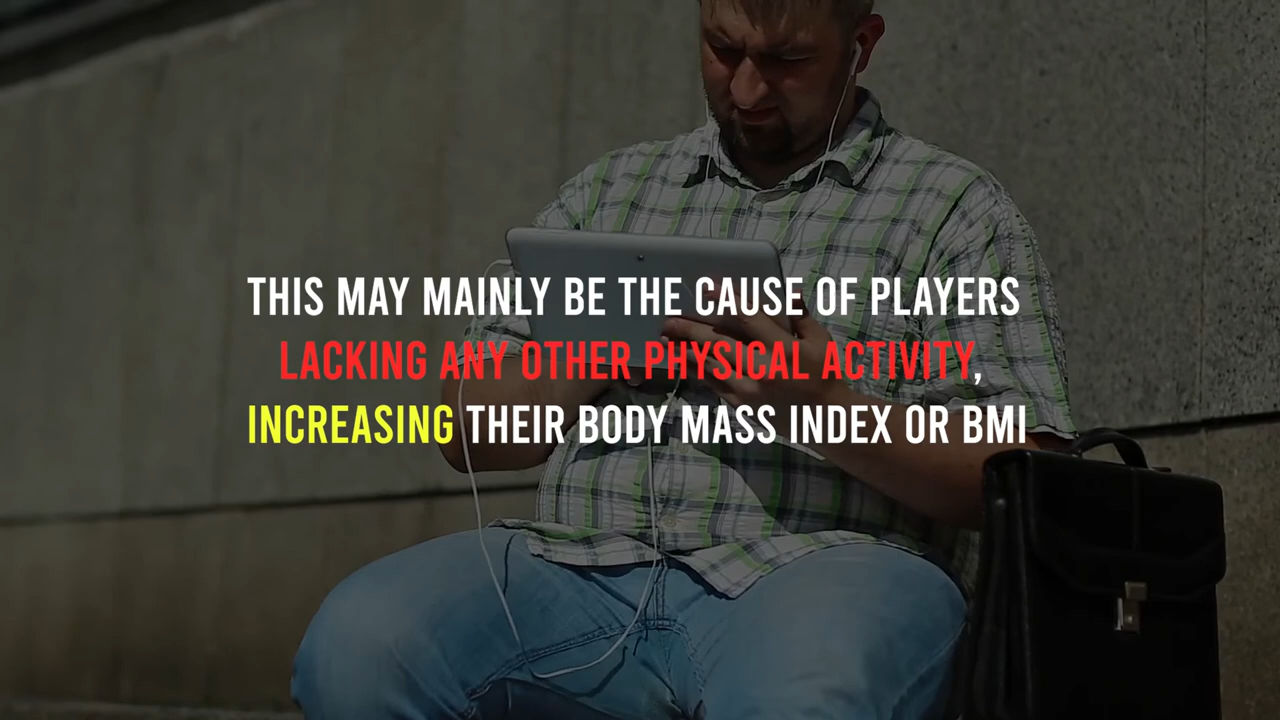 THIS MAY MAINLY BE THE CAUSE OF PLAYERS
LACKING ANY OTHER PHYSICAL ACTIVITY,
INCREASING THEIR BODY MASS INDEX OR BMI